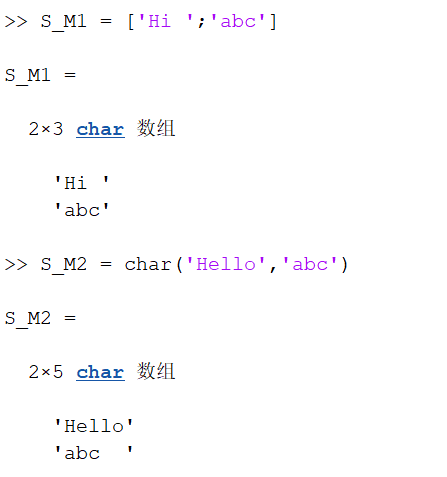 >> S_M1 = ['Hi ';'abc']
S_M1 =
2×3 char 数组
'Hi '
'abc'
>> S_M2 = char('Hello','abc')
S_M2 =
2×5 char 数组
'Hello'
'abc  '